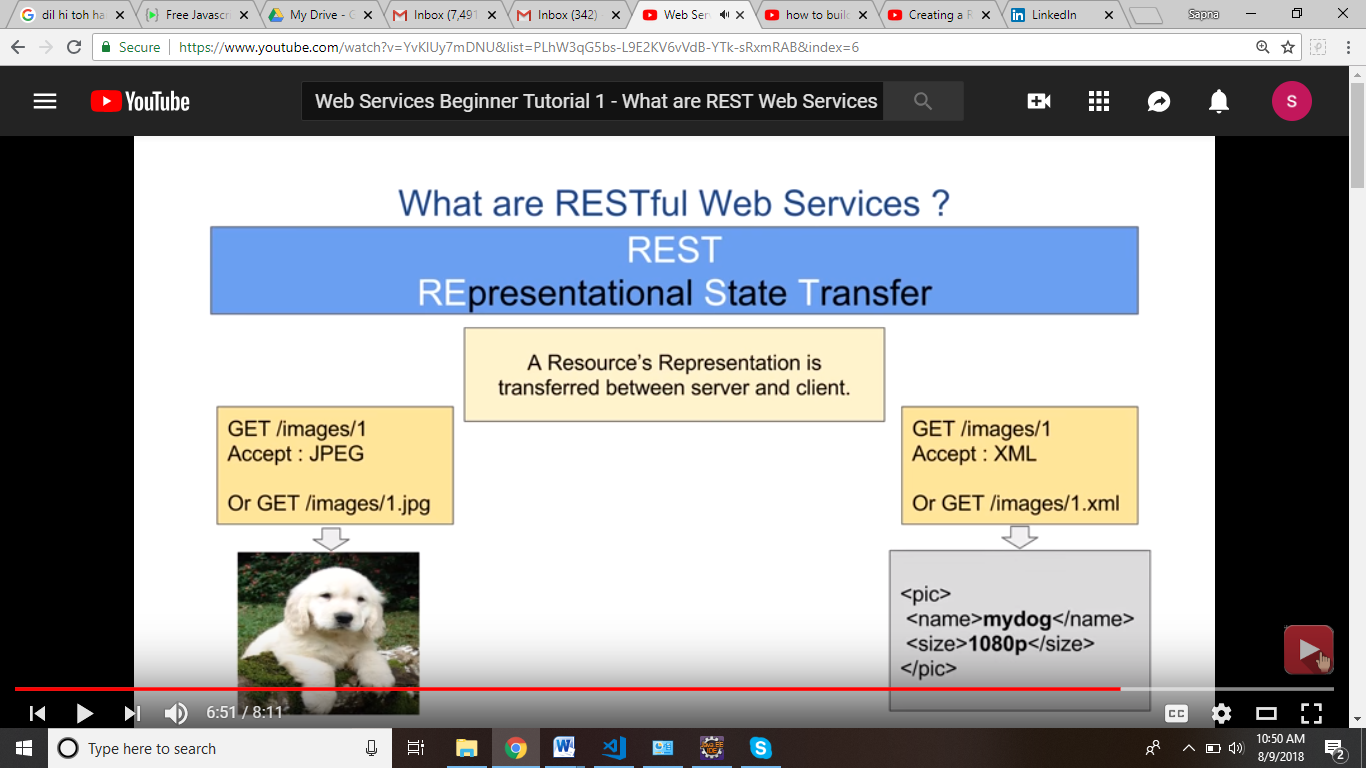 dil hi toh ha
Free Javascr
My Drive - G
Inbox (7,491
Inbox (342)
Web Ser
how to build
Creating a R
LinkedIn
Sapna
Secure
https://www.youtube.com/watch?v=YvKlUy7mDNU&list=PLhW3qG5bs-L9E2KV6vVdB-YTk-sRxmRAB&index=6
YouTube
Web Services Beginner Tutorial 1 - What are REST Web Services
S
What are RESTful Web Services ?
REST
REpresentational State Transfer
A Resource's Representation is
transferred between server and client.
GET /images/1
Accept : JPEG
Or GET /images/1.jpg
GET /images/1
Accept : XML
Or GET /images/1.xml
<pic>
<name>mydog</name>
<size>1080p</size>
</pic>
6:51 / 8:11
CC
Type here to search
10:50 AM
8/9/2018
2